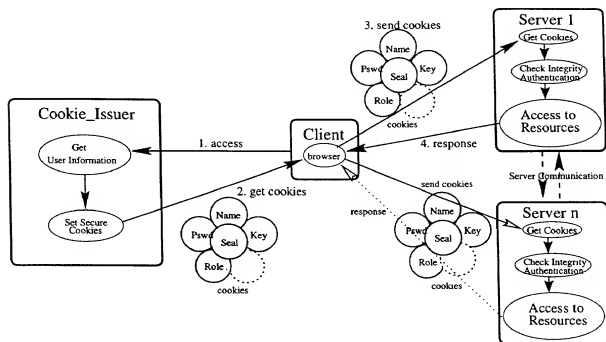 Cookie_Issuer
Get
User Information
Set Secure
Cookies
1. access
2. get cookies
Name
Pswd
Seal
Key
Role
cookies
Client
browser
3. send cookies
Name
Pswd
Seal
Key
Role
cookies
4. response
Server 1
Get Cookies
Check Integrity
Authentication
Access to
Resources
Server Communication
send cookies
response
Name
Pswd
Seal
Key
Role
cookies
Server n
Get Cookies
Check Integrity
Authentication
Access to
Resources